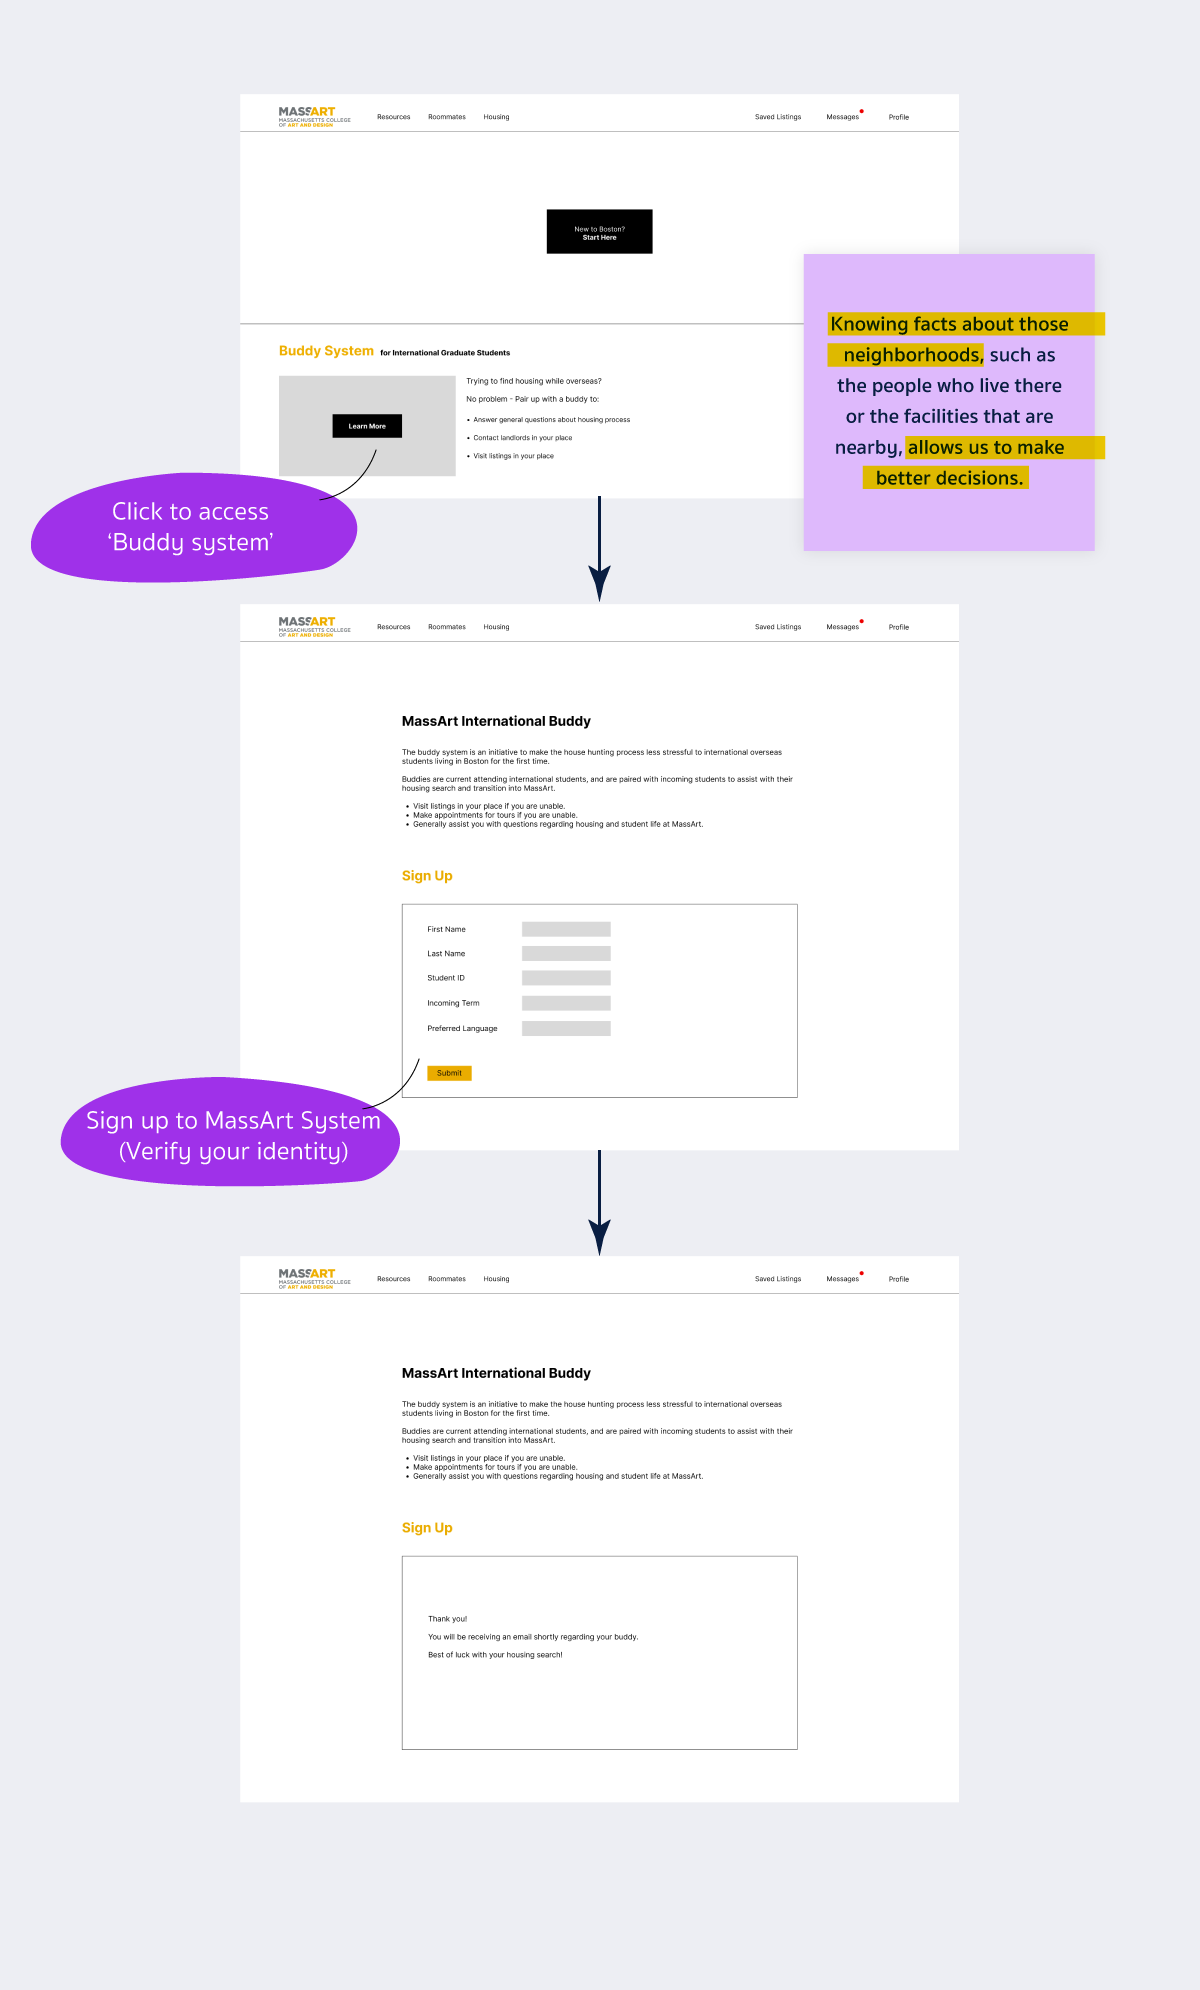 MASSART
MASSACHUSETTS COLLEGE
OF ART AND DESIGN
Resources Roommates Housing
Saved Listings Messages Profile
New to Boston?
Start Here
Buddy System for International Graduate Students
Learn More
Trying to find housing while overseas?
No problem - Pair up with a buddy to:
• Answer general questions about housing process
• Contact landlords in your place
• Visit listings in your place
Knowing facts about those
neighborhoods, such as
the people who live there
or the facilities that are
nearby, allows us to make
better decisions.
Click to access
‘Buddy system’
MASSART
MASSACHUSETTS COLLEGE
OF ART AND DESIGN
Resources Roommates Housing
Saved Listings Messages Profile
MassArt International Buddy
The buddy system is an initiative to make the house hunting process less stressful to international overseas
students living in Boston for the first time.
Buddies are current attending international students, and are paired with incoming students to assist with their
housing search and transition into MassArt.
• Visit listings in your place if you are unable.
• Make appointments for tours if you are unable.
• Generally assist you with questions regarding housing and student life at MassArt.
Sign Up
First Name
Last Name
Student ID
Incoming Term
Preferred Language
Submit
Sign up to MassArt System
(Verify your identity)
MASSART
MASSACHUSETTS COLLEGE
OF ART AND DESIGN
Resources Roommates Housing
Saved Listings Messages Profile
MassArt International Buddy
The buddy system is an initiative to make the house hunting process less stressful to international overseas
students living in Boston for the first time.
Buddies are current attending international students, and are paired with incoming students to assist with their
housing search and transition into MassArt.
• Visit listings in your place if you are unable.
• Make appointments for tours if you are unable.
• Generally assist you with questions regarding housing and student life at MassArt.
Sign Up
Thank you!
You will be receiving an email shortly regarding your buddy.
Best of luck with your housing search!